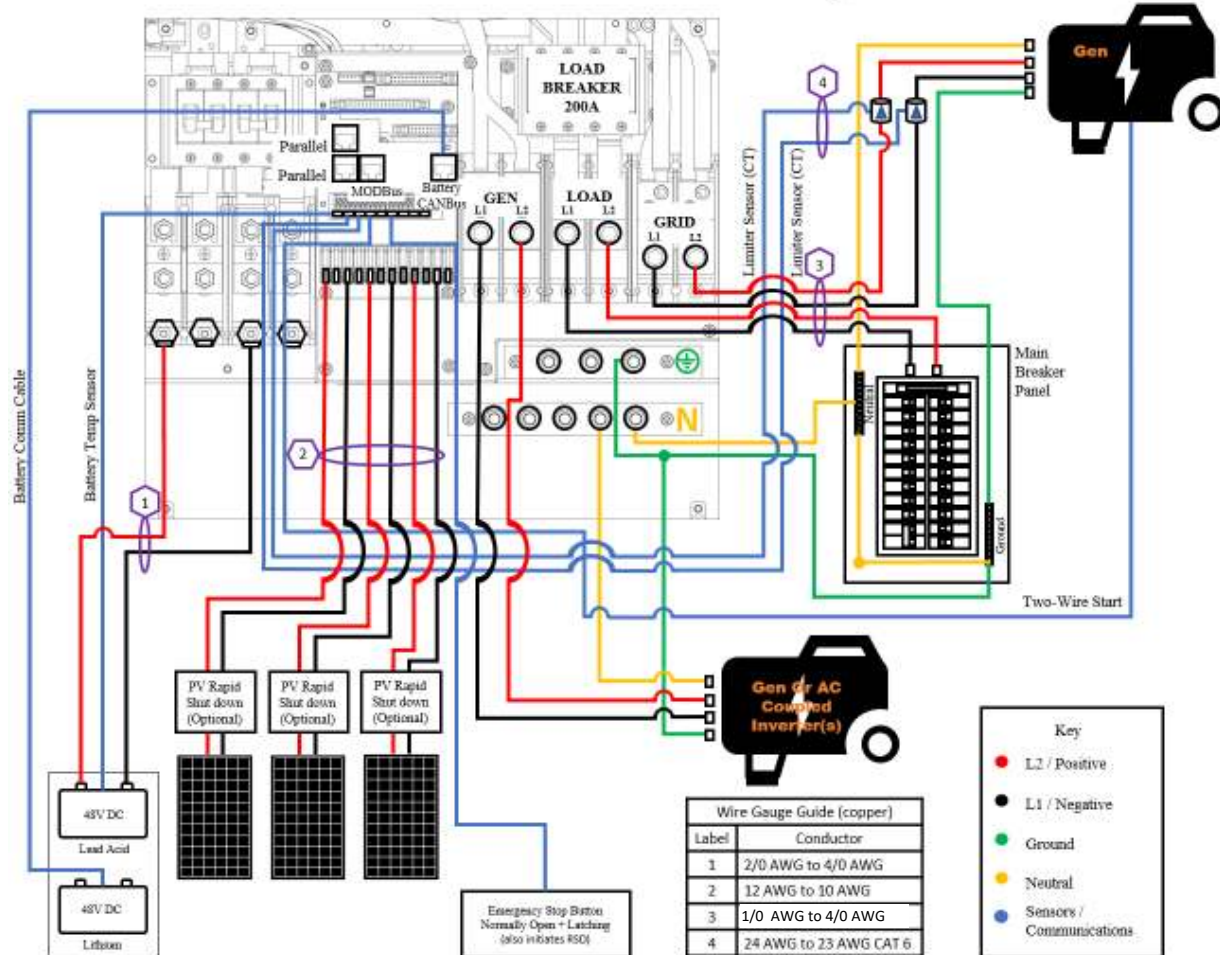 Gen
LOAD
BREAKER
200A
4
Parallel
Parallel
MODBus
Battery
CANBus
GEN
L1
L2
LOAD
L1
L2
GRID
L1
L2
Limiter Sensor (CT)
Limiter Sensor (CT)
3
Main
Breaker
Panel
Neutral
Ground
N
Battery Comm Cable
Battery Temp Sensor
2
1
Two-Wire Start
PV Rapid
Shut down
(Optional)
PV Rapid
Shut down
(Optional)
PV Rapid
Shut down
(Optional)
Gen Or AC
Coupled
Inverter(s)
48V DC
Lead Acid
48V DC
Lithium
Emergency Stop Button
Normally Open + Latching
(also initiates RSD)
Wire Gauge Guide (copper)
Label Conductor
1 2/0 AWG to 4/0 AWG
2 12 AWG to 10 AWG
3 1/0 AWG to 4/0 AWG
4 24 AWG to 23 AWG CAT 6
Key
L2 / Positive
L1 / Negative
Ground
Neutral
Sensors /
Communications